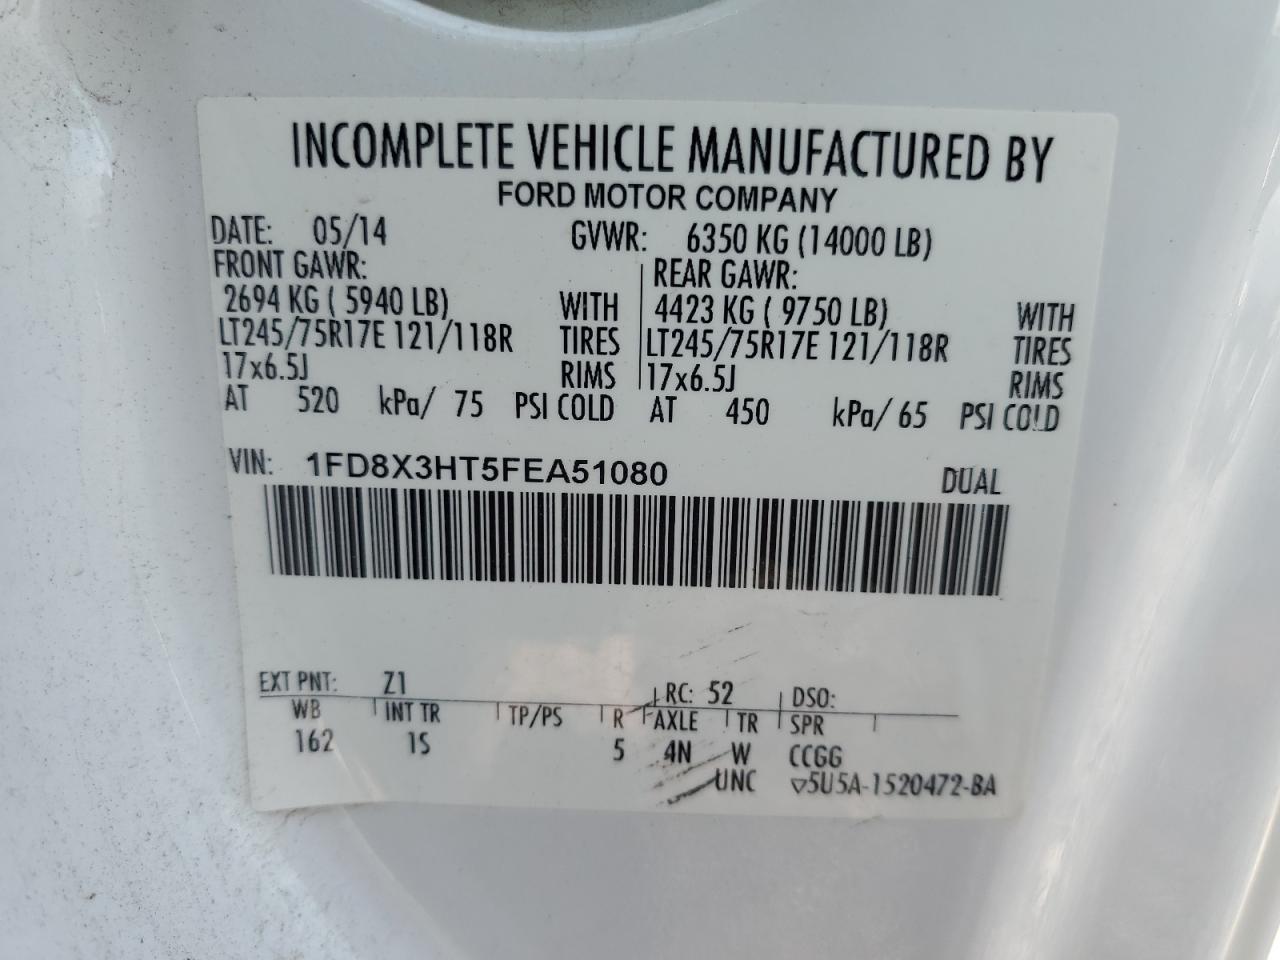 INCOMPLETE VEHICLE MANUFACTURED BY
FORD MOTOR COMPANY
DATE: 05/14 GVWR: 6350 KG (14000 LB)
FRONT GAWR: REAR GAWR:
2694 KG ( 5940 LB) WITH 4423 KG ( 9750 LB) WITH
LT245/75R17E 121/118R TIRES LT245/75R17E 121/118R TIRES
17x6.5J RIMS 17x6.5J RIMS
AT 520 kPa/ 75 PSI COLD AT 450 kPa/ 65 PSI COLD
VIN: 1FD8X3HT5FEA51080 DUAL
EXT PNT: Z1 RC: 52 DSO:
WB INT TR TP/PS R AXLE TR SPR
162 1S 5 4N W CCGG
UNC ▽5U5A-1520472-BA